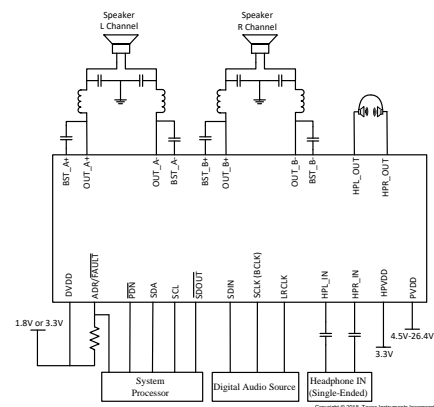 Speaker
L Channel
Speaker
R Channel
BST_A+
OUT_A+
OUT_A-
BST_A-
BST_B+
OUT_B+
OUT_B-
BST_B-
HPL_OUT
HPR_OUT
DVDD
ADR/FAULT
PDN
SDA
SCL
SDOUT
SDIN
SCLK (BCLK)
LRCLK
HPL_IN
HPR_IN
HPVDD
PVDD
1.8V or 3.3V
4.5V-26.4V
3.3V
System
Processor
Digital Audio Source
Headphone IN
(Single-Ended)